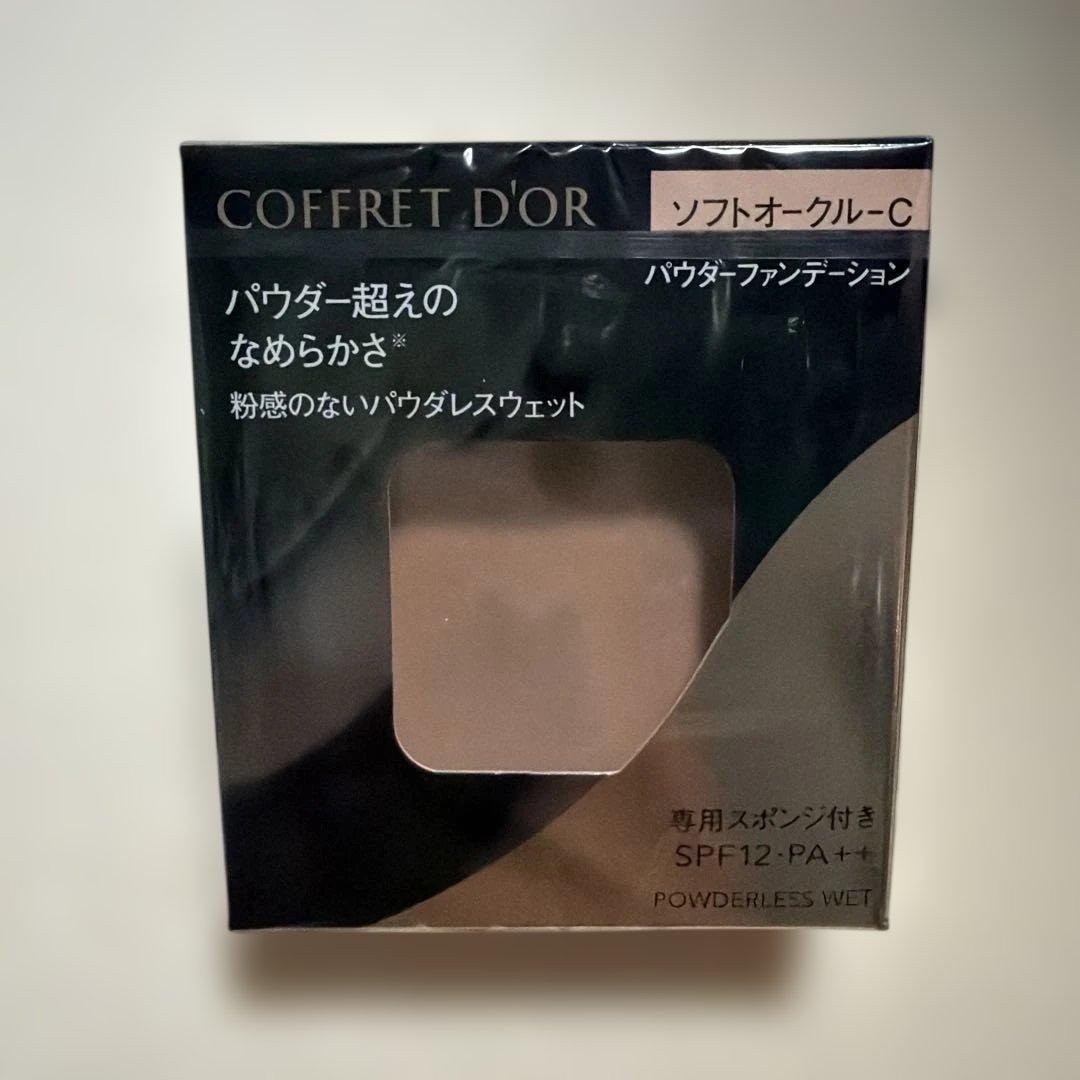 COFFRET D'OR
ソフトオークル-C
パウダーファンデーション
パウダー超えの
なめらかさ※
粉感のないパウダレスウェット
専用スポンジ付き
SPF12・PA++
POWDERLESS WET